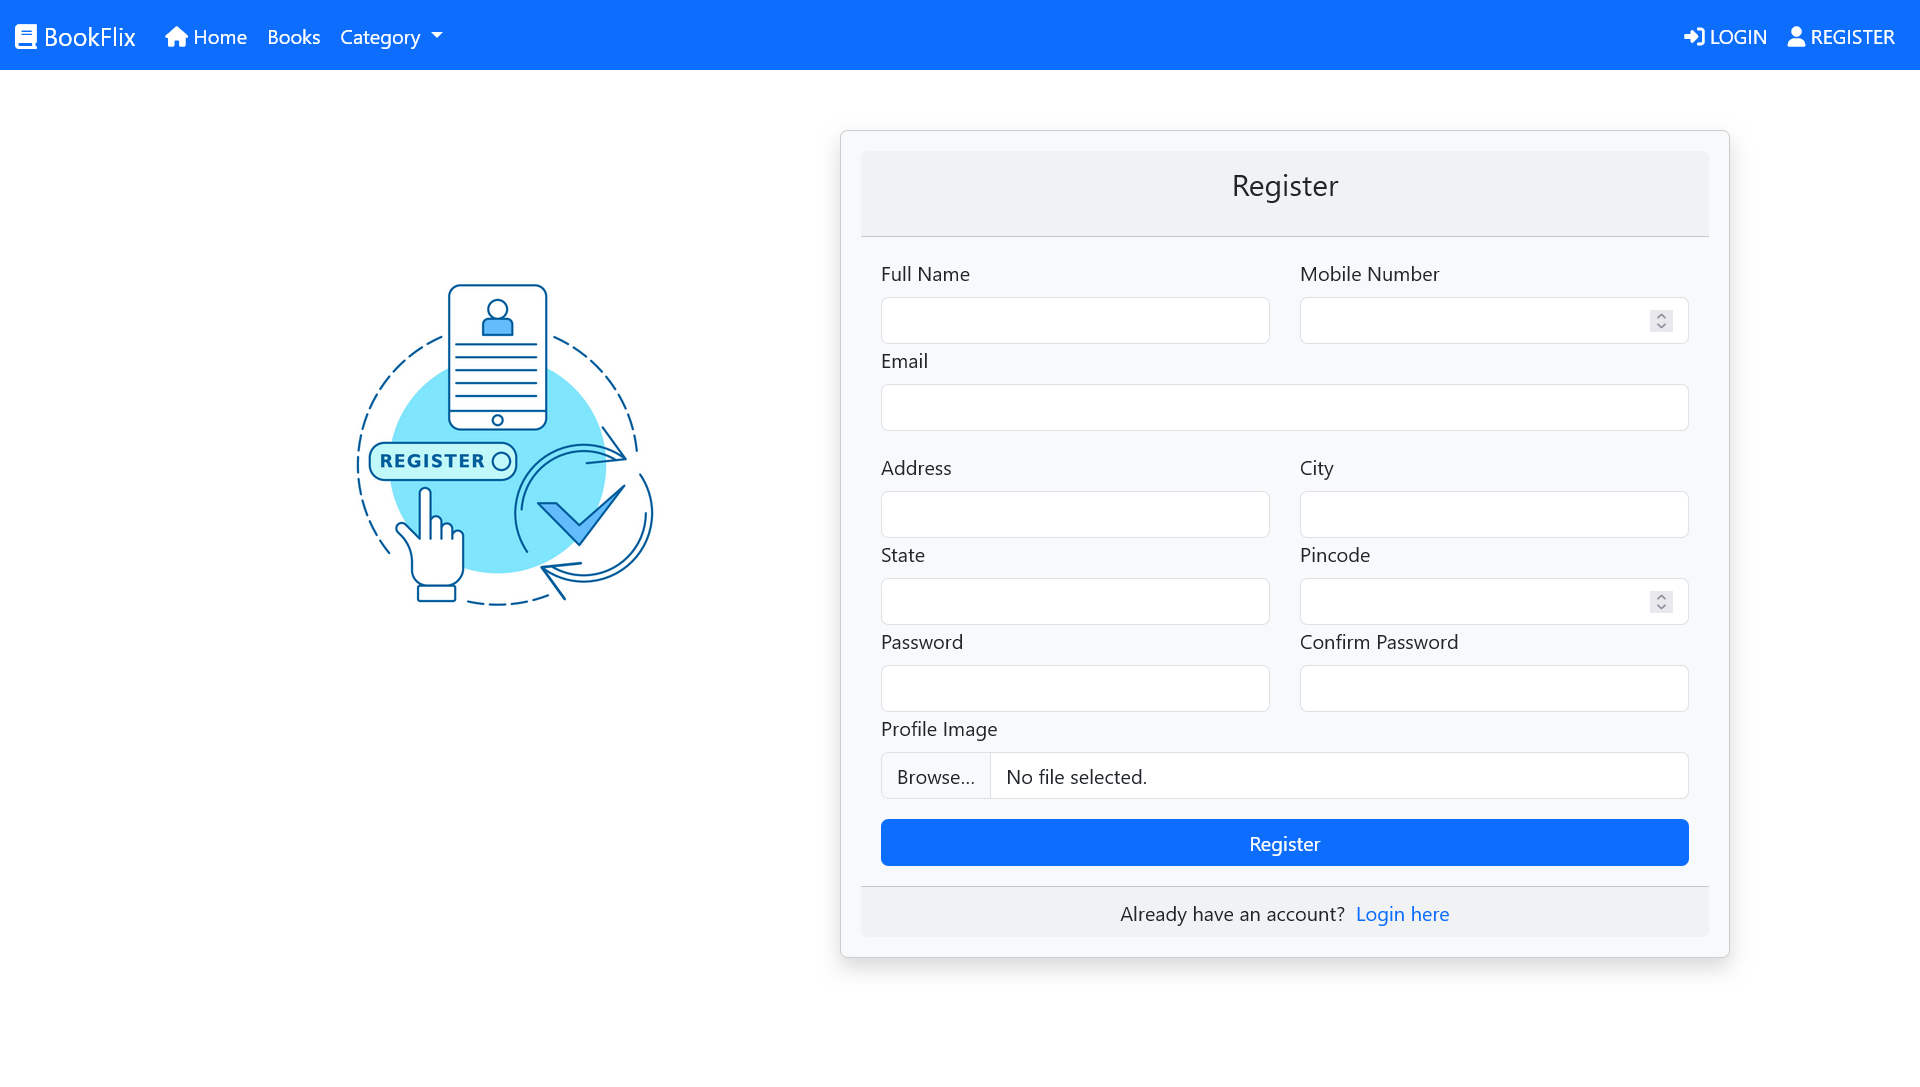 BookFlix Home Books Category LOGIN REGISTER
Register
Full Name Mobile Number
Email
Address City
State Pincode
Password Confirm Password
Profile Image
Browse... No file selected.
Register
Already have an account? Login here
REGISTER